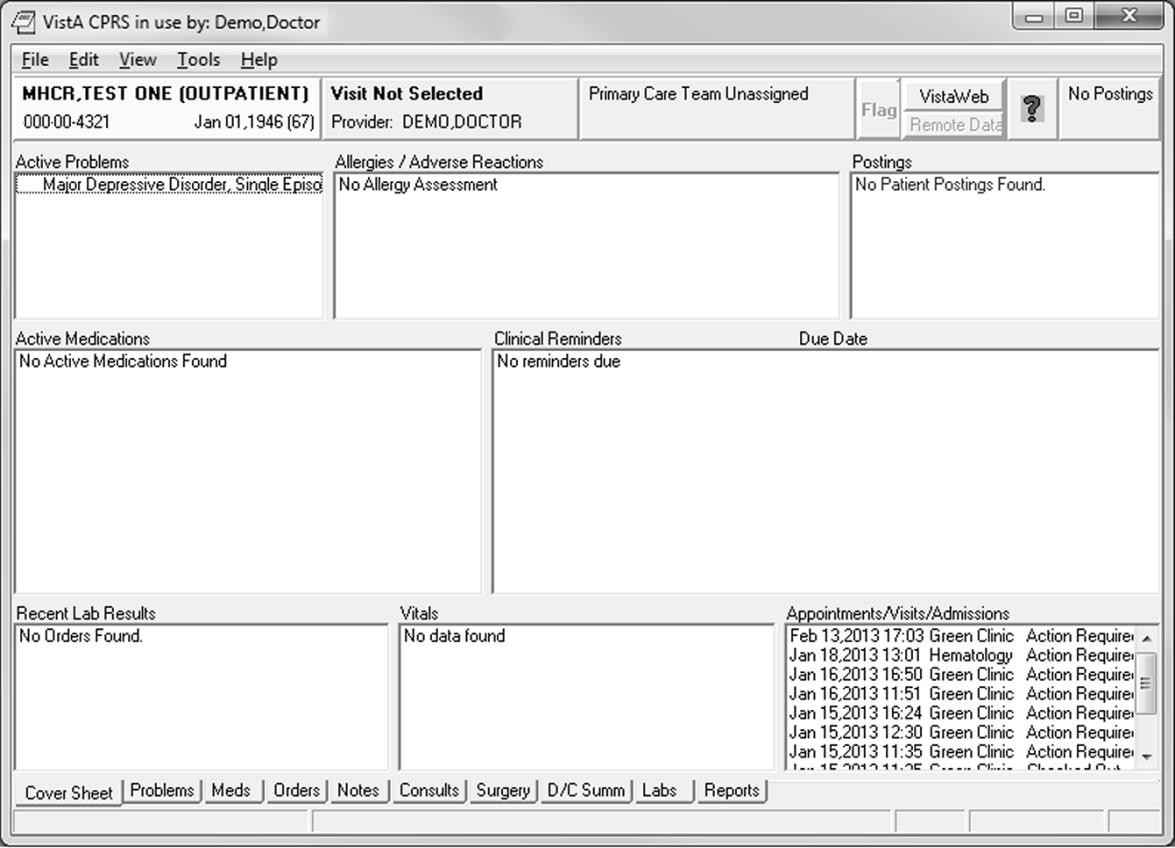 VistA CPRS in use by: Demo,Doctor
File Edit View Tools Help
MHCR,TEST ONE (OUTPATIENT) Visit Not Selected Primary Care Team Unassigned Flag VistaWeb ? No Postings
000-00-4321 Jan 01,1946 (67) Provider: DEMO,DOCTOR Remote Data
Active Problems Allergies / Adverse Reactions Postings
Major Depressive Disorder, Single Episo No Allergy Assessment No Patient Postings Found.
Active Medications Clinical Reminders Due Date
No Active Medications Found No reminders due
Recent Lab Results Vitals Appointments/Visits/Admissions
No Orders Found. No data found Feb 13,2013 17:03 Green Clinic Action Require
Jan 18,2013 13:01 Hematology Action Require
Jan 16,2013 16:50 Green Clinic Action Require
Jan 16,2013 11:51 Green Clinic Action Require
Jan 15,2013 16:24 Green Clinic Action Require
Jan 15,2013 12:30 Green Clinic Action Require
Jan 15,2013 11:35 Green Clinic Action Require
Cover Sheet Problems Meds Orders Notes Consults Surgery D/C Summ Labs Reports